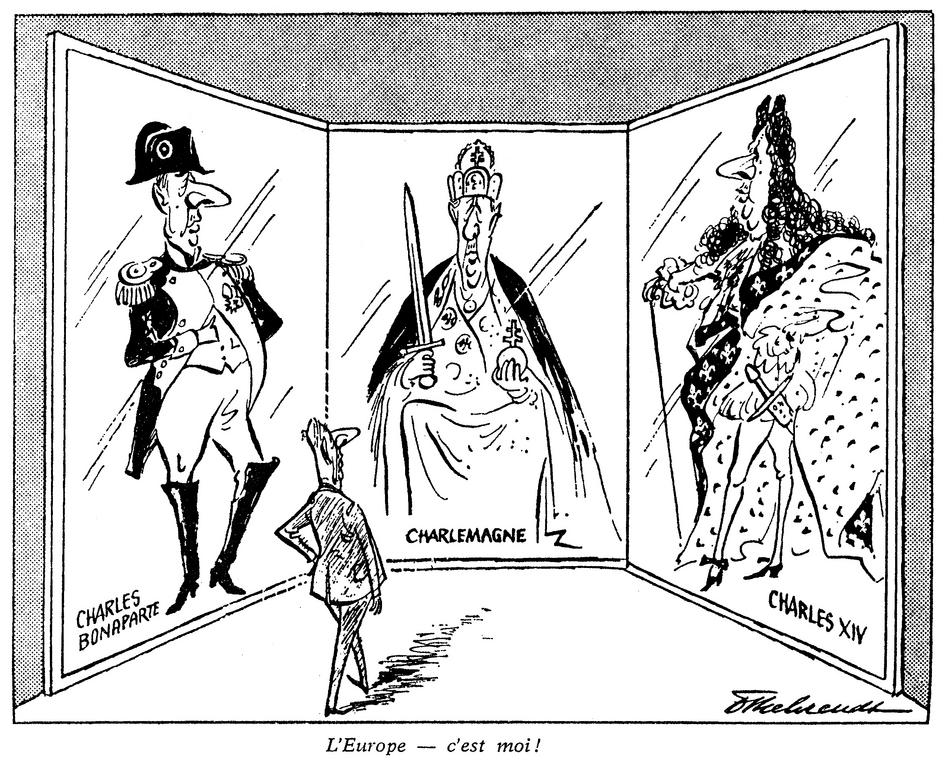 CHARLES
BONAPARTE
CHARLEMAGNE
CHARLES XIV
L'Europe — c'est moi!